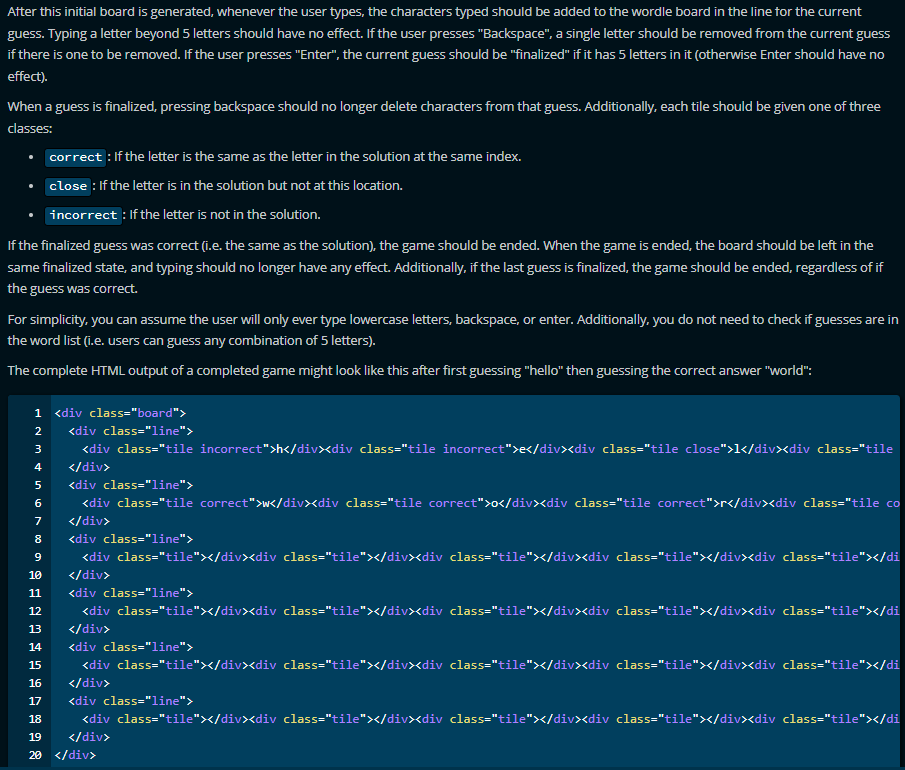 After this initial board is generated, whenever the user types, the characters typed should be added to the wordle board in the line for the current
guess. Typing a letter beyond 5 letters should have no effect. If the user presses "Backspace", a single letter should be removed from the current guess
if there is one to be removed. If the user presses "Enter", the current guess should be "finalized" if it has 5 letters in it (otherwise Enter should have no
effect).
When a guess is finalized, pressing backspace should no longer delete characters from that guess. Additionally, each tile should be given one of three
classes:
• correct : If the letter is the same as the letter in the solution at the same index.
• close : If the letter is in the solution but not at this location.
• incorrect : If the letter is not in the solution.
If the finalized guess was correct (i.e. the same as the solution), the game should be ended. When the game is ended, the board should be left in the
same finalized state, and typing should no longer have any effect. Additionally, if the last guess is finalized, the game should be ended, regardless of if
the guess was correct.
For simplicity, you can assume the user will only ever type lowercase letters, backspace, or enter. Additionally, you do not need to check if guesses are in
the word list (i.e. users can guess any combination of 5 letters).
The complete HTML output of a completed game might look like this after first guessing "hello" then guessing the correct answer "world":
1 <div class="board">
2 <div class="line">
3 <div class="tile incorrect">h</div><div class="tile incorrect">e</div><div class="tile close">l</div><div class="tile
4 </div>
5 <div class="line">
6 <div class="tile correct">w</div><div class="tile correct">o</div><div class="tile correct">r</div><div class="tile co
7 </div>
8 <div class="line">
9 <div class="tile"></div><div class="tile"></div><div class="tile"></div><div class="tile"></div><div class="tile"></di
10 </div>
11 <div class="line">
12 <div class="tile"></div><div class="tile"></div><div class="tile"></div><div class="tile"></div><div class="tile"></di
13 </div>
14 <div class="line">
15 <div class="tile"></div><div class="tile"></div><div class="tile"></div><div class="tile"></div><div class="tile"></di
16 </div>
17 <div class="line">
18 <div class="tile"></div><div class="tile"></div><div class="tile"></div><div class="tile"></div><div class="tile"></di
19 </div>
20 </div>